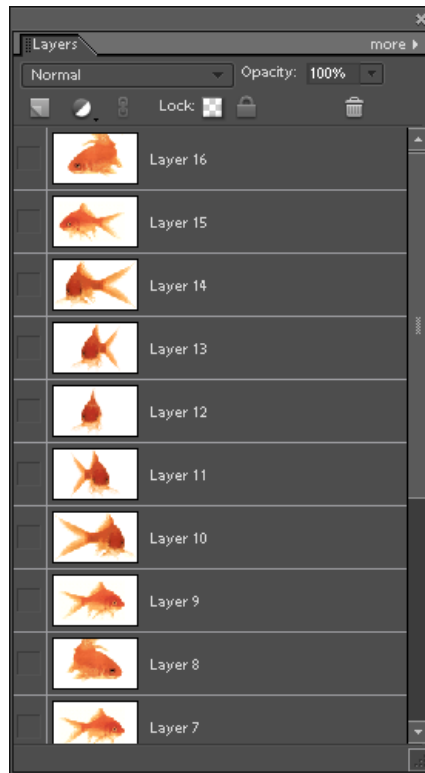 Layers
more
Normal
Opacity: 100%
Lock:
Layer 16
Layer 15
Layer 14
Layer 13
Layer 12
Layer 11
Layer 10
Layer 9
Layer 8
Layer 7